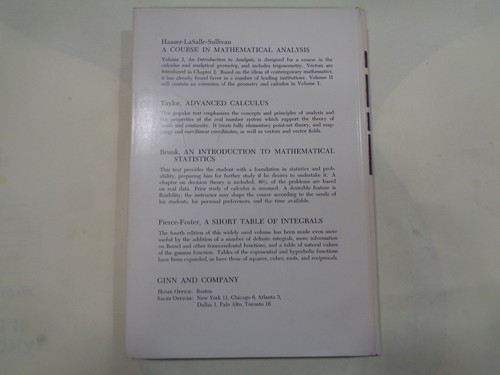 Haaser-LaSalle-Sullivan
A COURSE IN MATHEMATICAL ANALYSIS
Volume I, An Introduction to Analysis, is designed for a course in the
calculus and analytical geometry, and includes trigonometry. Vectors are
introduced in Chapter 2. Based on the ideas of contemporary mathematics,
it has already found favor in a number of leading institutions. Volume II
will contain an extension of the geometry and calculus in Volume I.
Taylor, ADVANCED CALCULUS
This popular text emphasizes the concepts and principles of analysis and
the properties of the real number system which support the theory of
limits and continuity. It treats fully elementary point-set theory, and map-
pings and curvilinear coordinates, as well as vectors and vector fields.
Brunk, AN INTRODUCTION TO MATHEMATICAL
STATISTICS
This text provides the student with a foundation in statistics and prob-
ability, preparing him for further study if he desires to undertake it. A
chapter on decision theory is included; 40% of the problems are based
on real data. Prior study of calculus is assumed. A desirable feature is
flexibility; the instructor may shape the course according to the needs of
his students, his personal preferences, and the time available.
Pierce-Foster, A SHORT TABLE OF INTEGRALS
The fourth edition of this widely used volume has been made even more
useful by the addition of a number of definite integrals, more information
on Bessel and other transcendental functions, and a table of natural values
of the gamma function. Tables of the exponential and hyperbolic functions
have been expanded, as have those of squares, cubes, roots, and reciprocals.
GINN AND COMPANY
HOME OFFICE: Boston
SALES OFFICES: New York 11, Chicago 6, Atlanta 3,
Dallas 1, Palo Alto, Toronto 16